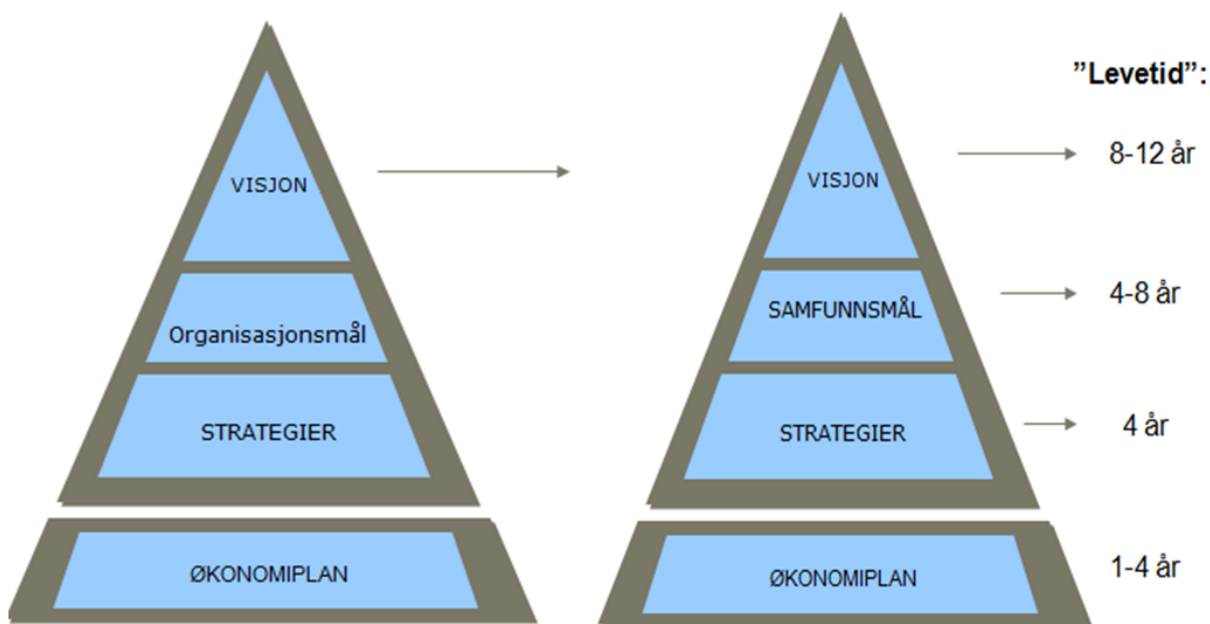 ”Levetid”:
VISJON
Organisasjonsmål
STRATEGIER
ØKONOMIPLAN
VISJON
SAMFUNNSMÅL
STRATEGIER
ØKONOMIPLAN
8-12 år
4-8 år
4 år
1-4 år